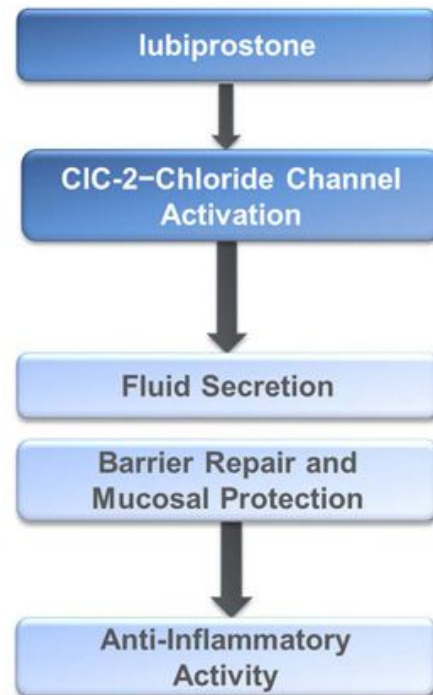 lubiprostone
ClC-2–Chloride Channel
Activation
Fluid Secretion
Barrier Repair and
Mucosal Protection
Anti-Inflammatory
Activity